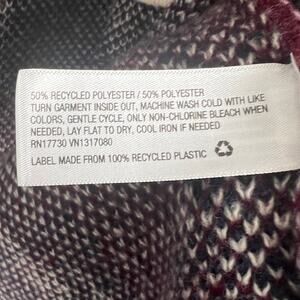 50% RECYCLED POLYESTER / 50% POLYESTER
TURN GARMENT INSIDE OUT, MACHINE WASH COLD WITH LIKE
COLORS, GENTLE CYCLE, ONLY NON-CHLORINE BLEACH WHEN
NEEDED, LAY FLAT TO DRY, COOL IRON IF NEEDED
RN17730 VN1317080
LABEL MADE FROM 100% RECYCLED PLASTIC